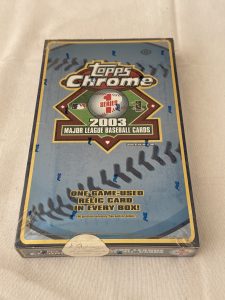 Topps
Chrome
SERIES
1
2003
MAJOR LEAGUE BASEBALL CARDS
ONE GAME-USED
RELIC CARD
IN EVERY BOX!